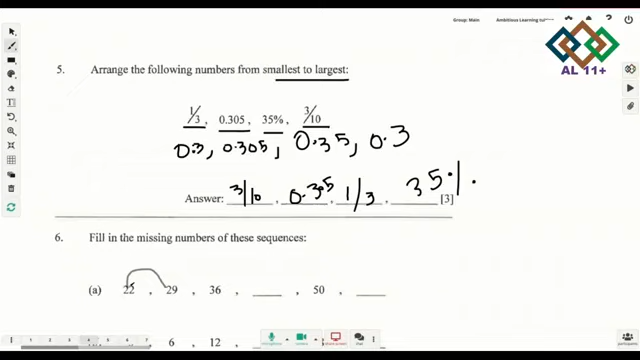 Group: Main Ambitious Learning
AL 11+
5. Arrange the following numbers from smallest to largest:
1/3, 0.305, 35%, 3/10
0.3, 0.305, 0.35, 0.3
Answer: 3/10, 0.305, 1/3, 35% [3]
6. Fill in the missing numbers of these sequences:
(a) 22, 29, 36, ____, 50, ____
6, 12,